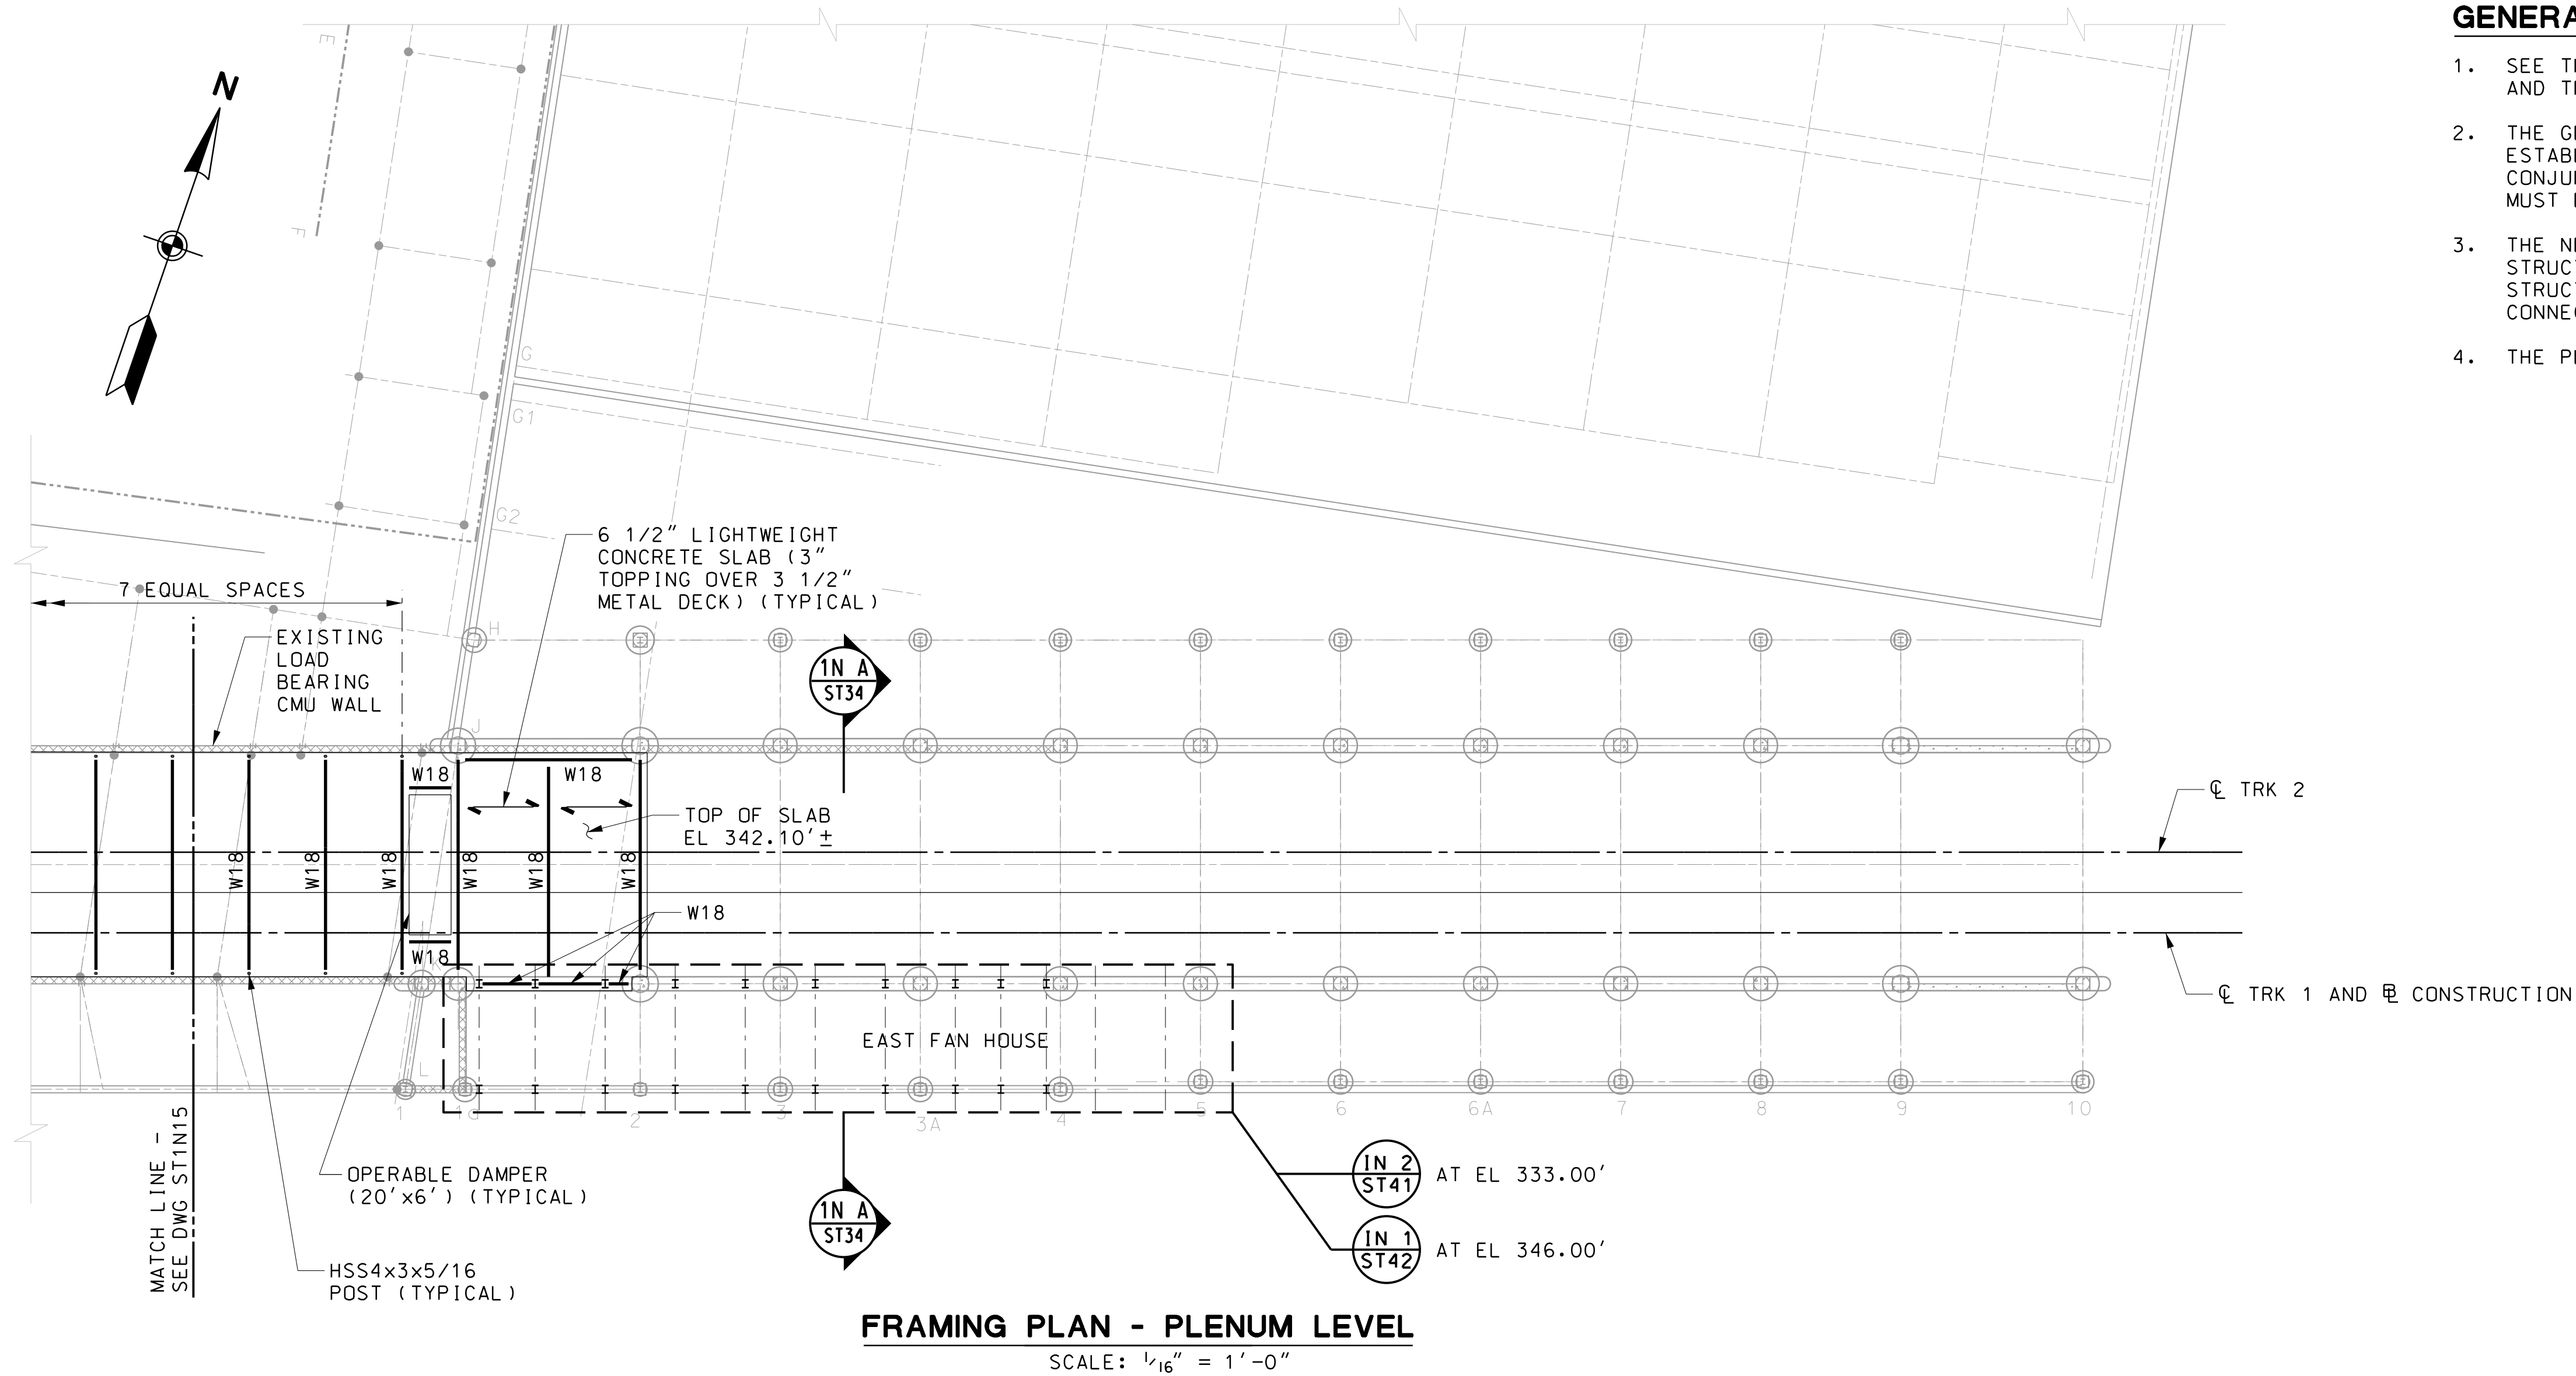 GENERA
1. SEE T
AND T
2. THE G
ESTAB
CONJU
MUST
3. THE N
STRUCT
STRUCT
CONNE
4. THE P
N
E
F
G
G1
G2
6 1/2" LIGHTWEIGHT
CONCRETE SLAB (3"
TOPPING OVER 3 1/2"
METAL DECK) (TYPICAL)
7 EQUAL SPACES
EXISTING
LOAD
BEARING
CMU WALL
H
J
1N A
ST34
W18
W18
TOP OF SLAB
EL 342.10'±
℄ TRK 2
W18
W18
W18
W18
W18
W18
W18
W18
K
℄ TRK 1 AND BL CONSTRUCTION
EAST FAN HOUSE
L
1
1a
2
3
3A
4
5
6
6A
7
8
9
10
MATCH LINE -
SEE DWG ST1N15
OPERABLE DAMPER
(20'x6') (TYPICAL)
1N A
ST34
IN 2
ST41
AT EL 333.00'
IN 1
ST42
AT EL 346.00'
HSS4x3x5/16
POST (TYPICAL)
FRAMING PLAN - PLENUM LEVEL
SCALE: 1/16" = 1'-0"